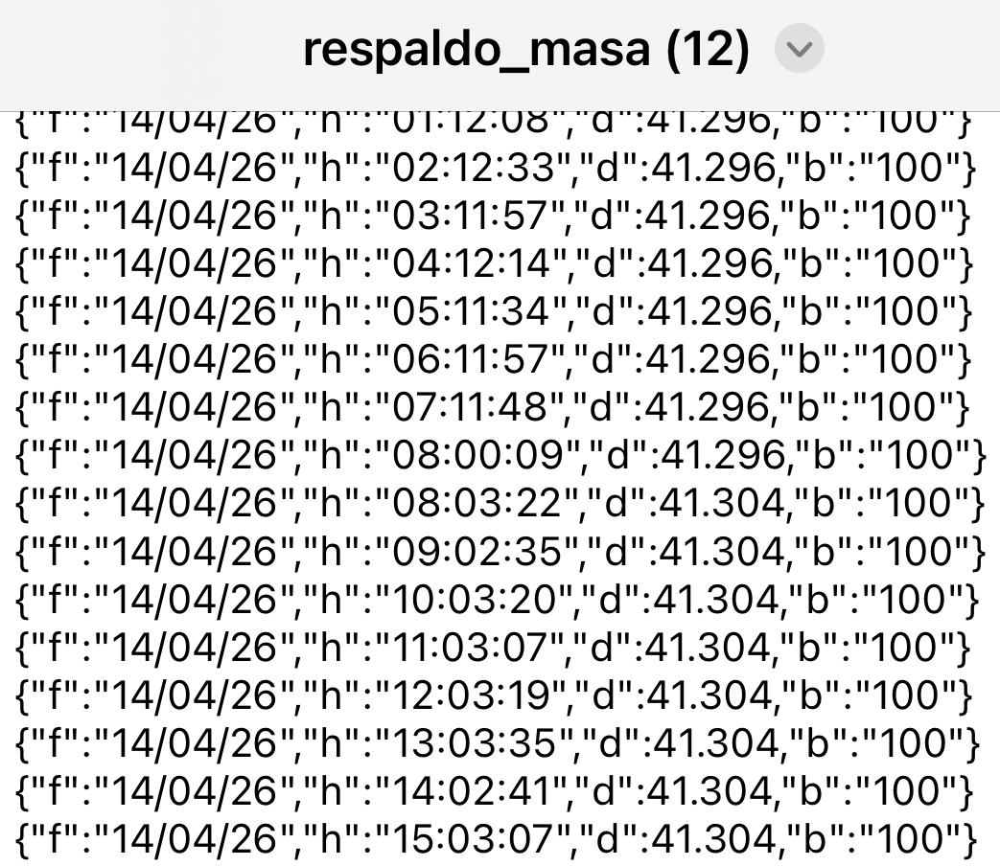 respaldo_masa (12)
{"f":"14/04/26","h":"01:12:08","d":41.296,"b":"100"}
{"f":"14/04/26","h":"02:12:33","d":41.296,"b":"100"}
{"f":"14/04/26","h":"03:11:57","d":41.296,"b":"100"}
{"f":"14/04/26","h":"04:12:14","d":41.296,"b":"100"}
{"f":"14/04/26","h":"05:11:34","d":41.296,"b":"100"}
{"f":"14/04/26","h":"06:11:57","d":41.296,"b":"100"}
{"f":"14/04/26","h":"07:11:48","d":41.296,"b":"100"}
{"f":"14/04/26","h":"08:00:09","d":41.296,"b":"100"}
{"f":"14/04/26","h":"08:03:22","d":41.304,"b":"100"}
{"f":"14/04/26","h":"09:02:35","d":41.304,"b":"100"}
{"f":"14/04/26","h":"10:03:20","d":41.304,"b":"100"}
{"f":"14/04/26","h":"11:03:07","d":41.304,"b":"100"}
{"f":"14/04/26","h":"12:03:19","d":41.304,"b":"100"}
{"f":"14/04/26","h":"13:03:35","d":41.304,"b":"100"}
{"f":"14/04/26","h":"14:02:41","d":41.304,"b":"100"}
{"f":"14/04/26","h":"15:03:07","d":41.304,"b":"100"}